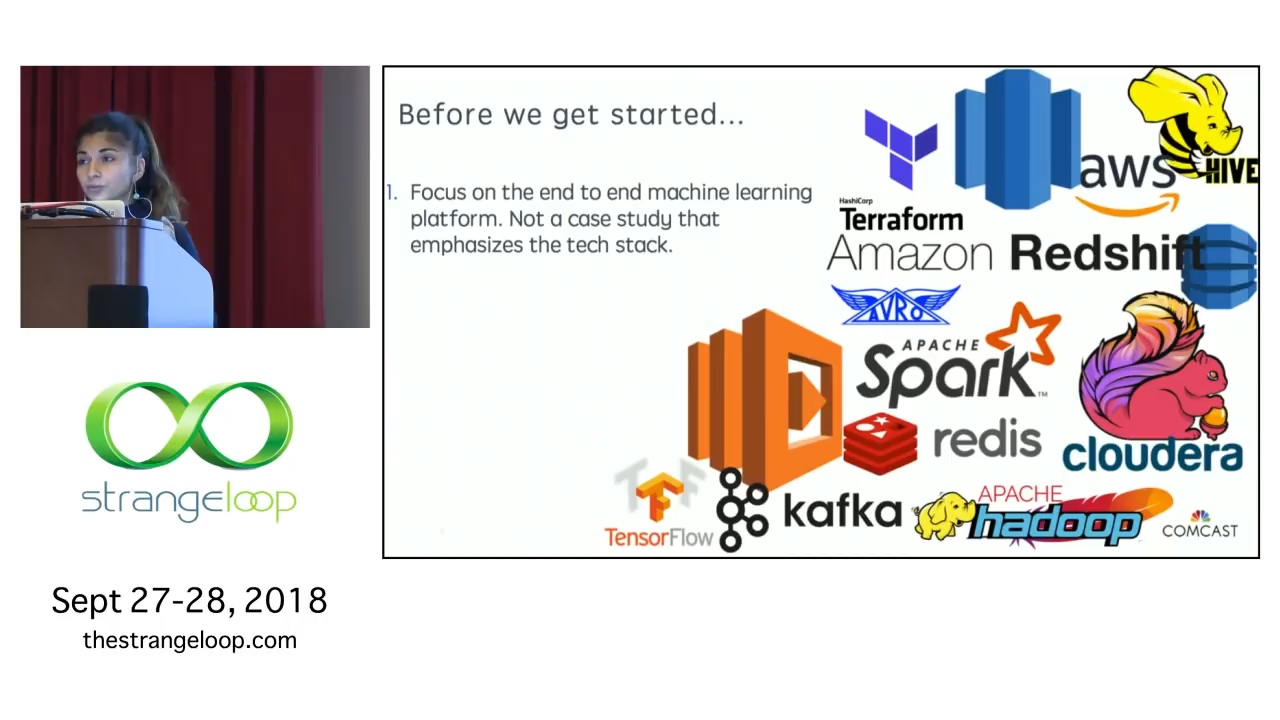 Before we get started...
1. Focus on the end to end machine learning
platform. Not a case study that
emphasizes the tech stack.
aws
HIVE
HashiCorp
Terraform
Amazon Redshift
AVRO
APACHE
Spark™
redis
cloudera
TF
TensorFlow
kafka
APACHE
hadoop
COMCAST
strangeloop
Sept 27-28, 2018
thestrangeloop.com